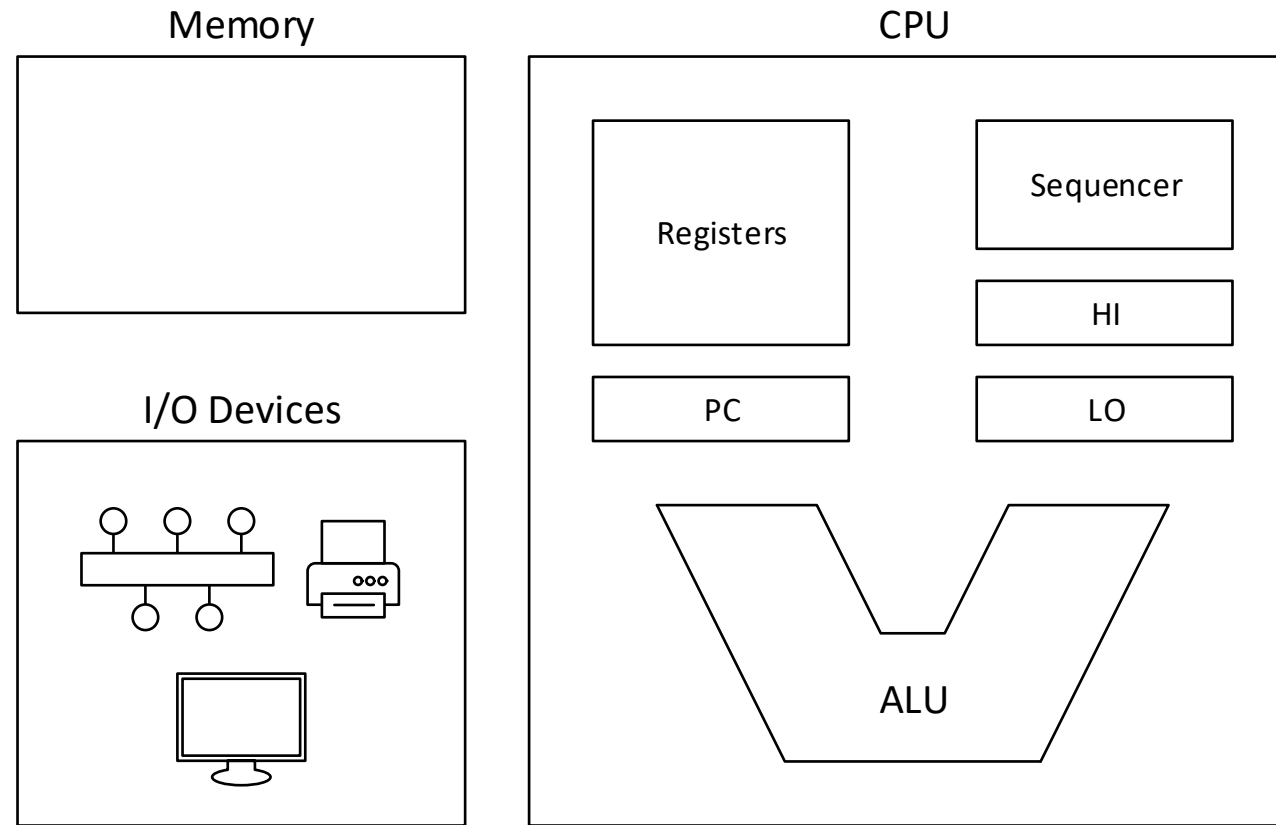 Memory
CPU
Registers
Sequencer
HI
I/O Devices
PC
LO
ALU